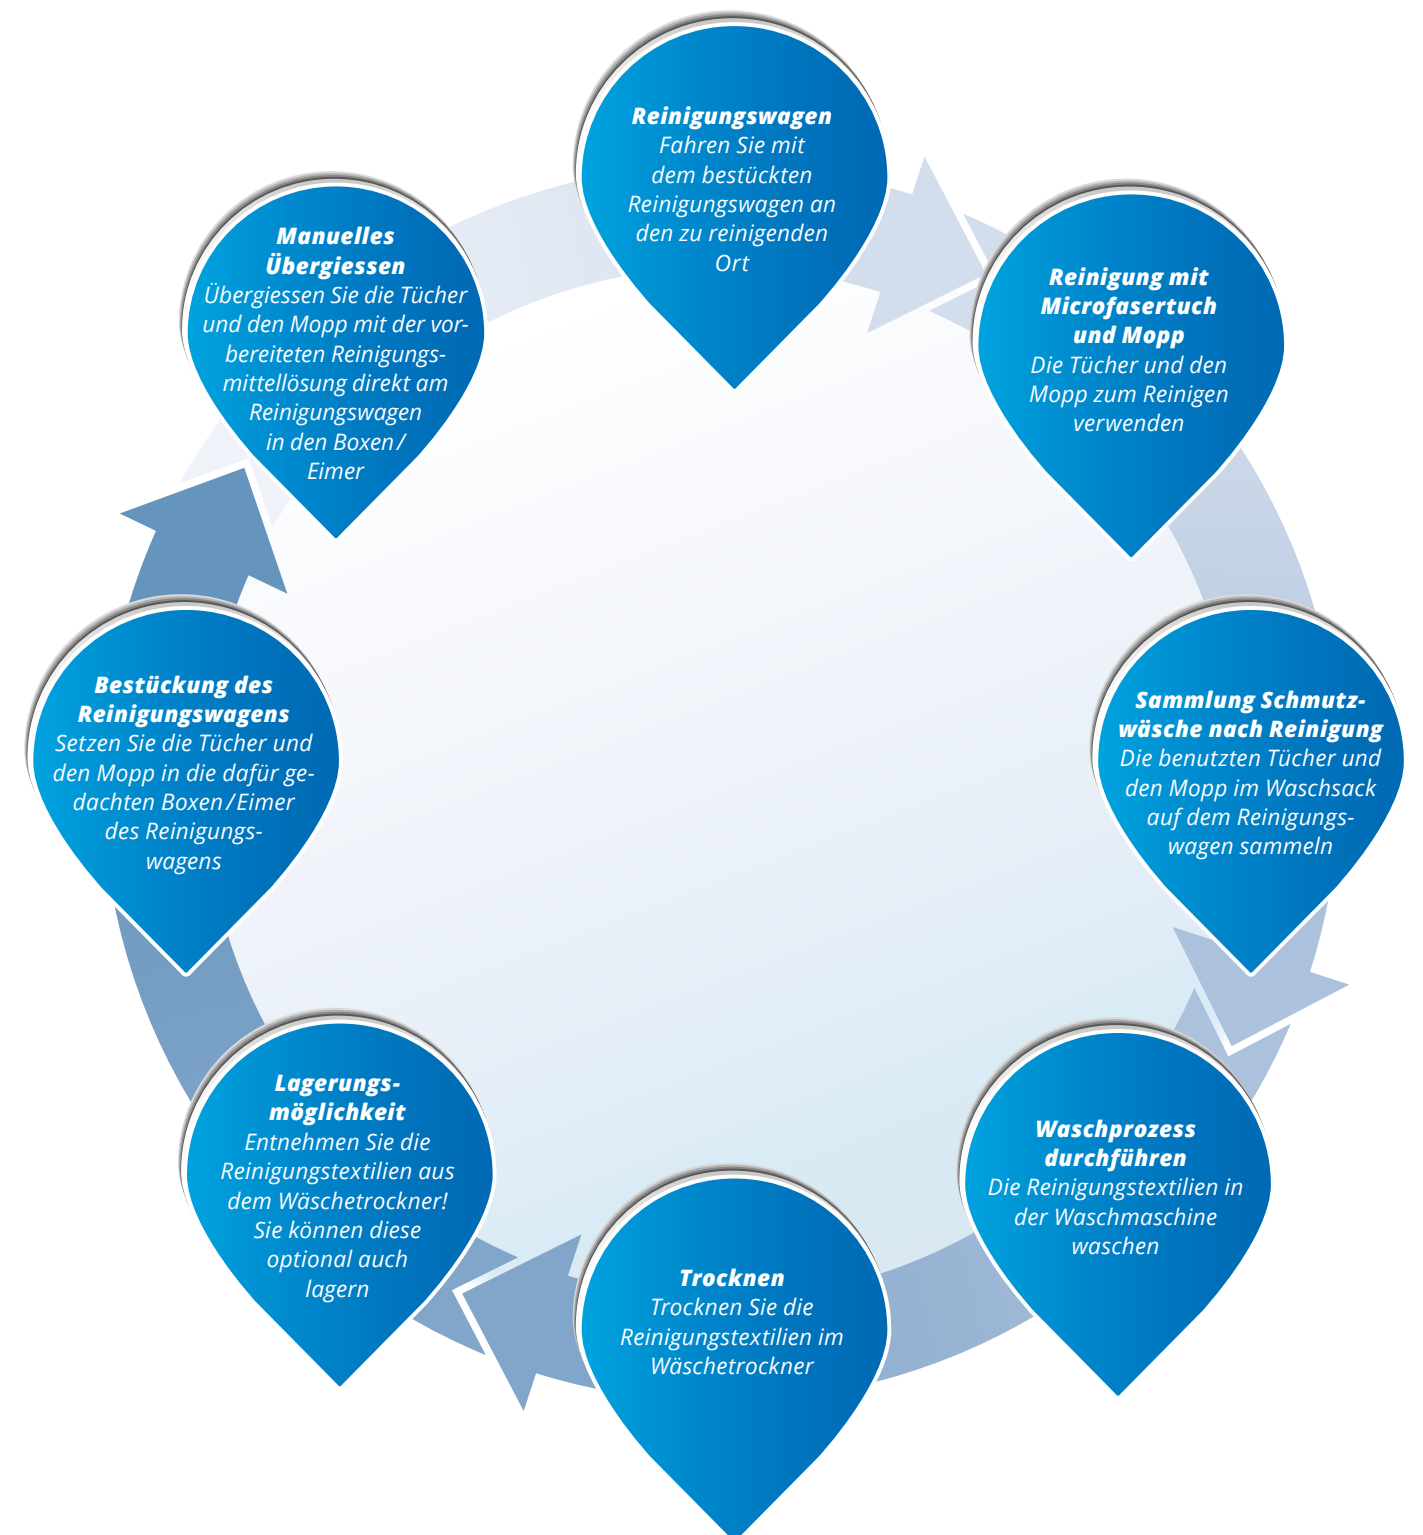 Reinigungswagen
Fahren Sie mit
dem bestückten
Reinigungswagen an
den zu reinigenden
Ort
Reinigung mit
Microfasertuch
und Mopp
Die Tücher und den
Mopp zum Reinigen
verwenden
Sammlung Schmutz-
wäsche nach Reinigung
Die benutzten Tücher und
den Mopp im Waschsack
auf dem Reinigungs-
wagen sammeln
Waschprozess
durchführen
Die Reinigungstextilien in
der Waschmaschine
waschen
Trocknen
Trocknen Sie die
Reinigungstextilien im
Wäschetrockner
Lagerungs-
möglichkeit
Entnehmen Sie die
Reinigungstextilien aus
dem Wäschetrockner!
Sie können diese
optional auch
lagern
Bestückung des
Reinigungswagens
Setzen Sie die Tücher und
den Mopp in die dafür ge-
dachten Boxen/Eimer
des Reinigungs-
wagens
Manuelles
Übergiessen
Übergiessen Sie die Tücher
und den Mopp mit der vor-
bereiteten Reinigungs-
mittellösung direkt am
Reinigungswagen
in den Boxen/
Eimer